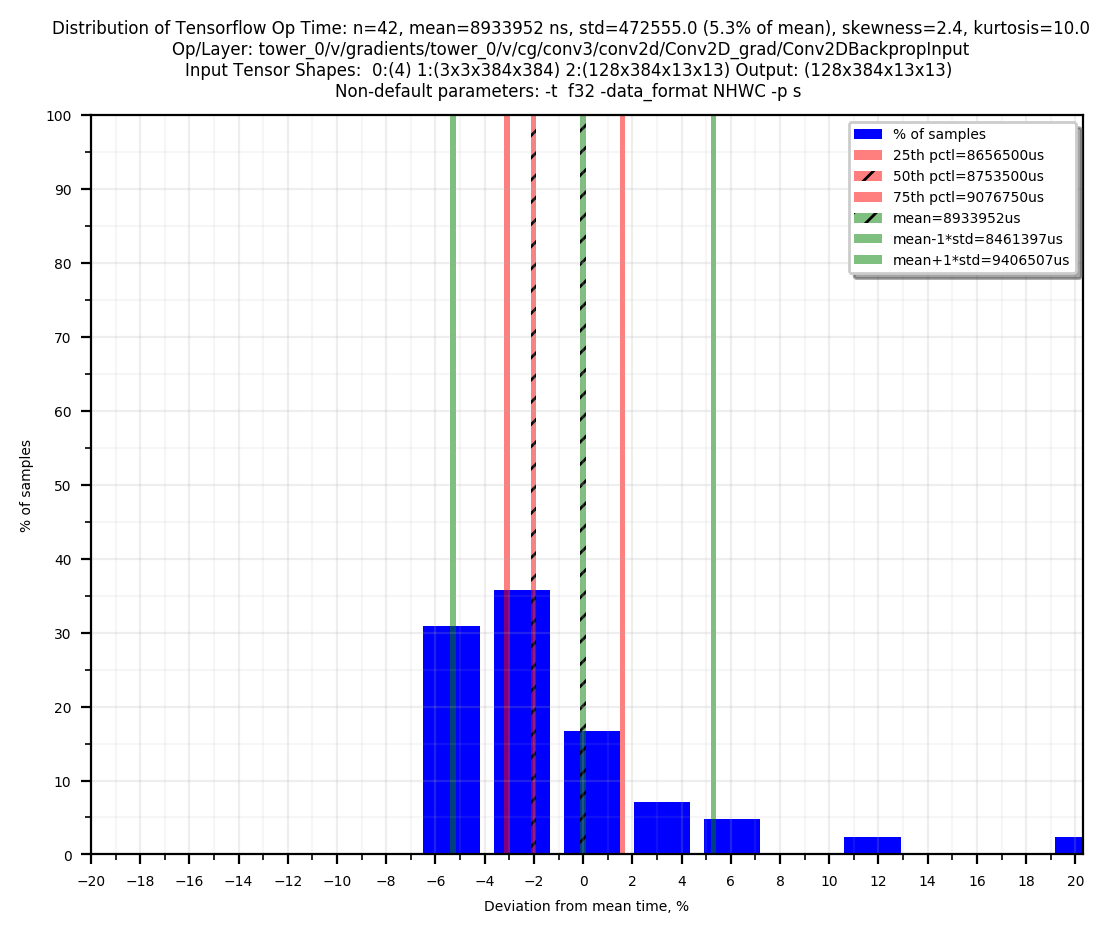 Distribution of Tensorflow Op Time: n=42, mean=8933952 ns, std=472555.0 (5.3% of mean), skewness=2.4, kurtosis=10.0
Op/Layer: tower_0/v/gradients/tower_0/v/cg/conv3/conv2d/Conv2D_grad/Conv2DBackpropInput
Input Tensor Shapes:  0:(4) 1:(3x3x384x384) 2:(128x384x13x13) Output: (128x384x13x13)
Non-default parameters: -t  f32 -data_format NHWC -p s
% of samples
25th pctl=8656500us
50th pctl=8753500us
75th pctl=9076750us
mean=8933952us
mean-1*std=8461397us
mean+1*std=9406507us
100
90
80
70
60
50
40
30
20
10
0
% of samples
−20 −18 −16 −14 −12 −10 −8 −6 −4 −2 0 2 4 6 8 10 12 14 16 18 20
Deviation from mean time, %